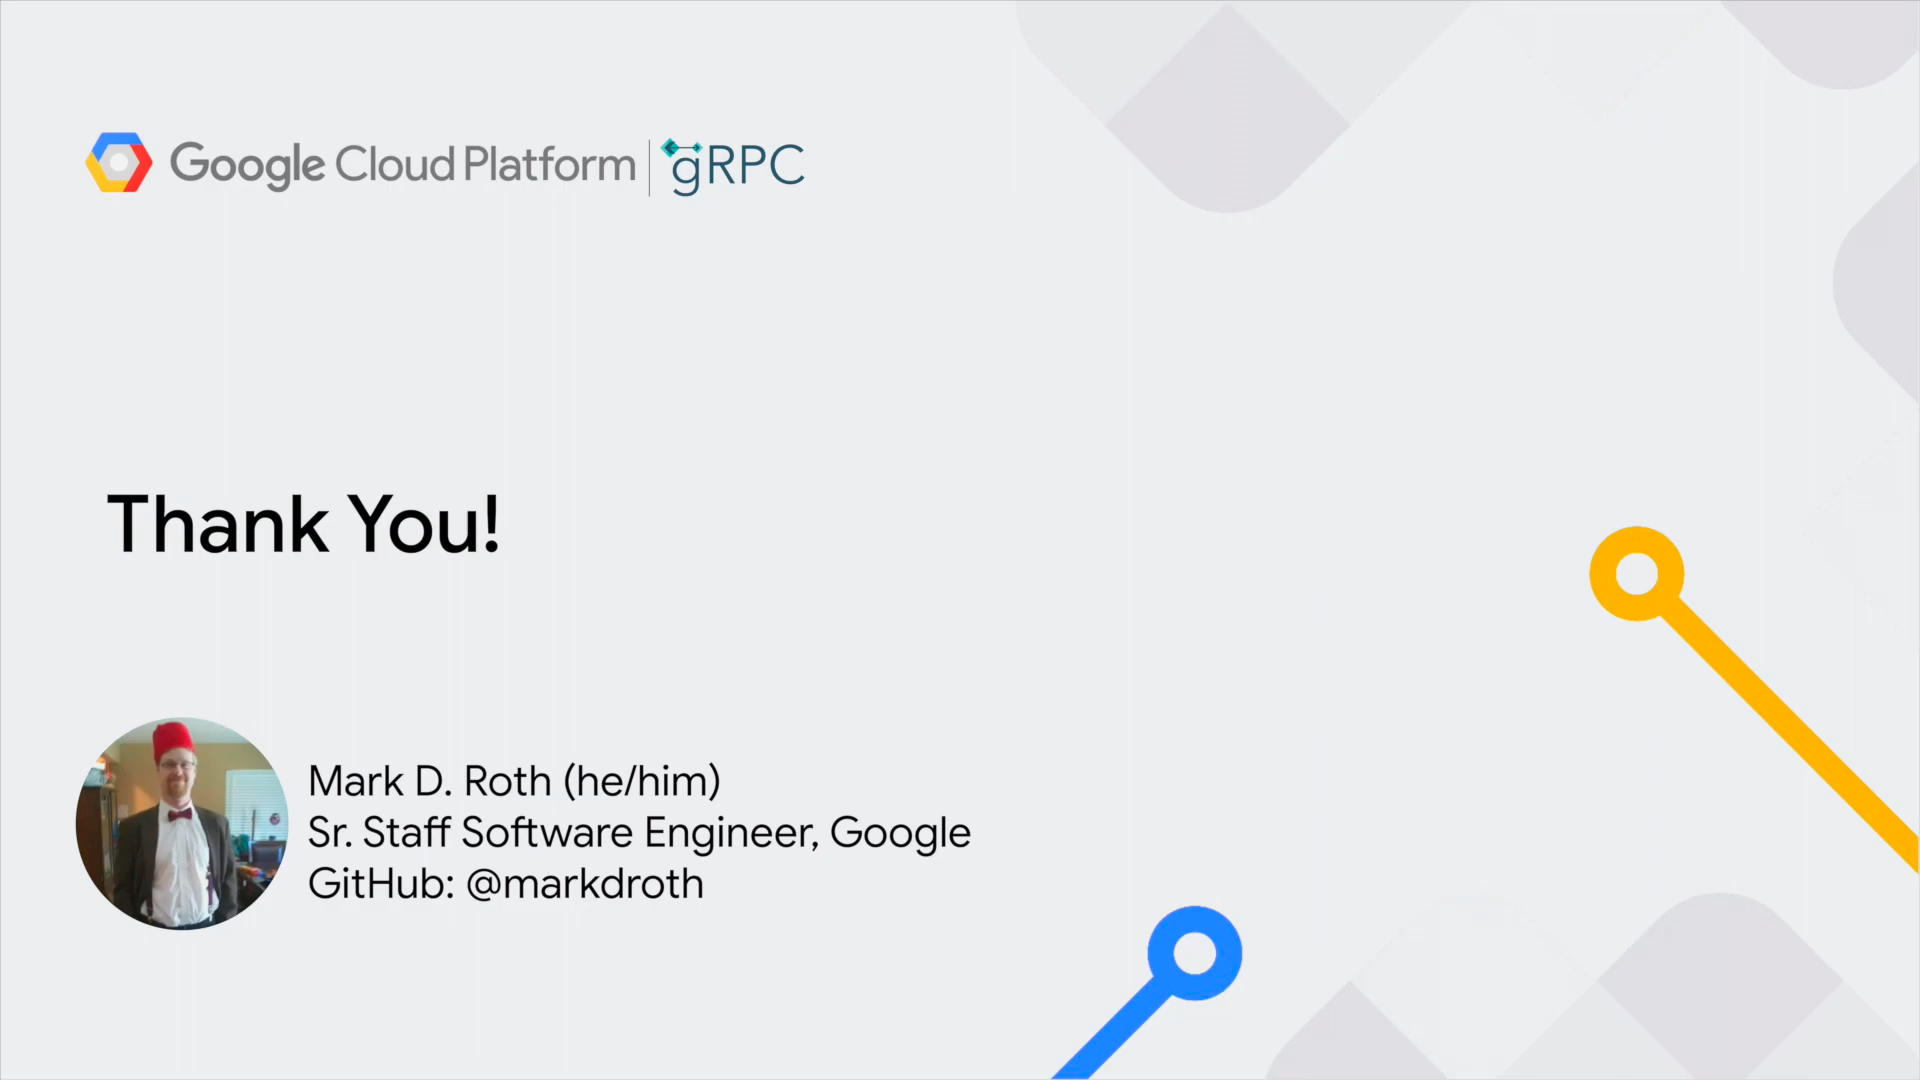 Google Cloud Platform | gRPC
Thank You!
Mark D. Roth (he/him)
Sr. Staff Software Engineer, Google
GitHub: @markdroth